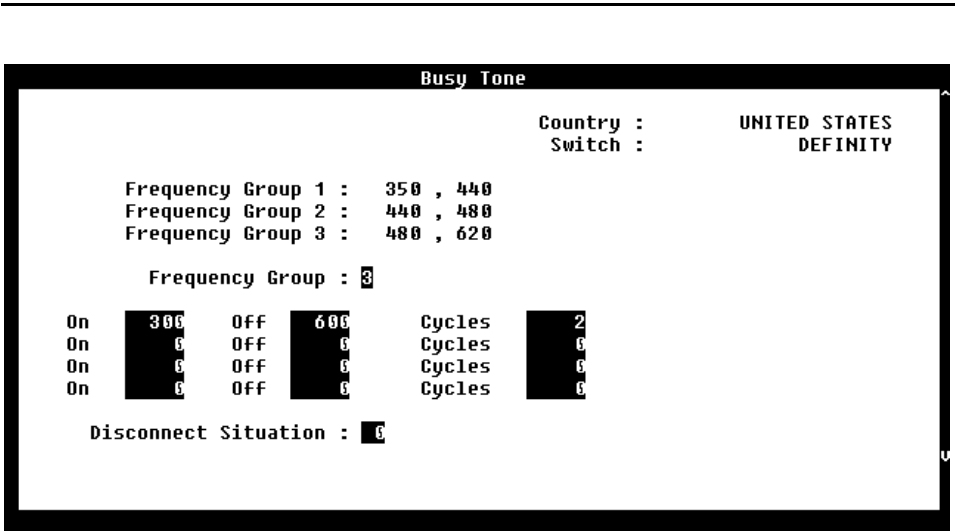 Busy Tone
Country : UNITED STATES
Switch : DEFINITY
Frequency Group 1 : 350 , 440
Frequency Group 2 : 440 , 480
Frequency Group 3 : 480 , 620
Frequency Group : 3
On 300 Off 600 Cycles 2
On 0 Off 0 Cycles 0
On 0 Off 0 Cycles 0
On 0 Off 0 Cycles 0
Disconnect Situation : 0